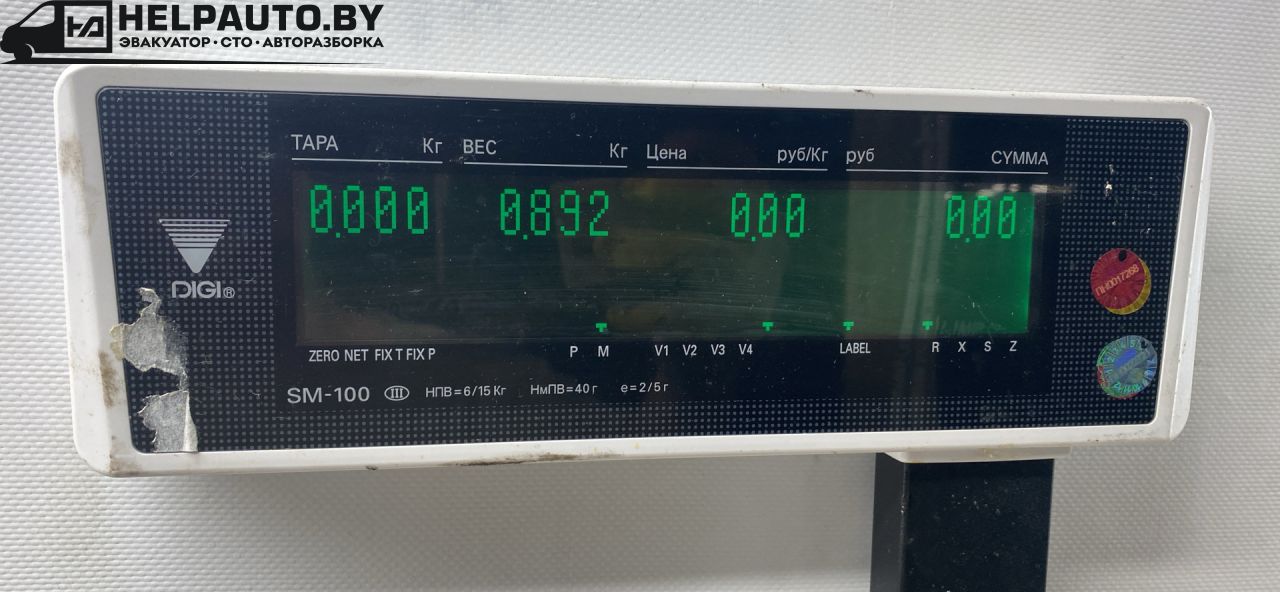 HELPAUTO.BY
ЭВАКУАТОР·СТО·АВТОРАЗБОРКА
ТАРА Кг ВЕС Кг Цена руб/Кг руб СУММА
0.000 0.892 0.00 0.00
DIGI®
ПН0017268
ZERO NET FIX T FIX P P M V1 V2 V3 V4 LABEL R X S Z
SM-100 III НПВ=6/15 Кг НмПВ=40 г e=2/5 г